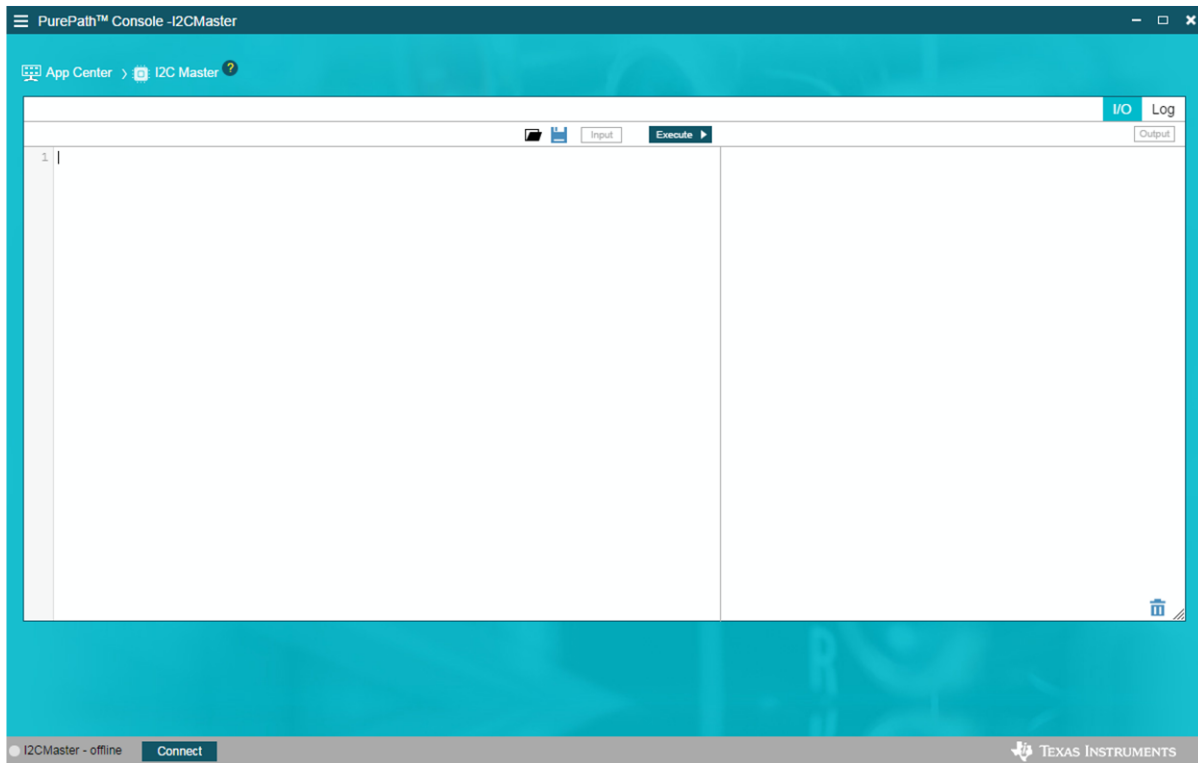 PurePath™ Console -I2CMaster
App Center > I2C Master ?
I/O Log
Input Execute Output
1
I2CMaster - offline Connect TEXAS INSTRUMENTS